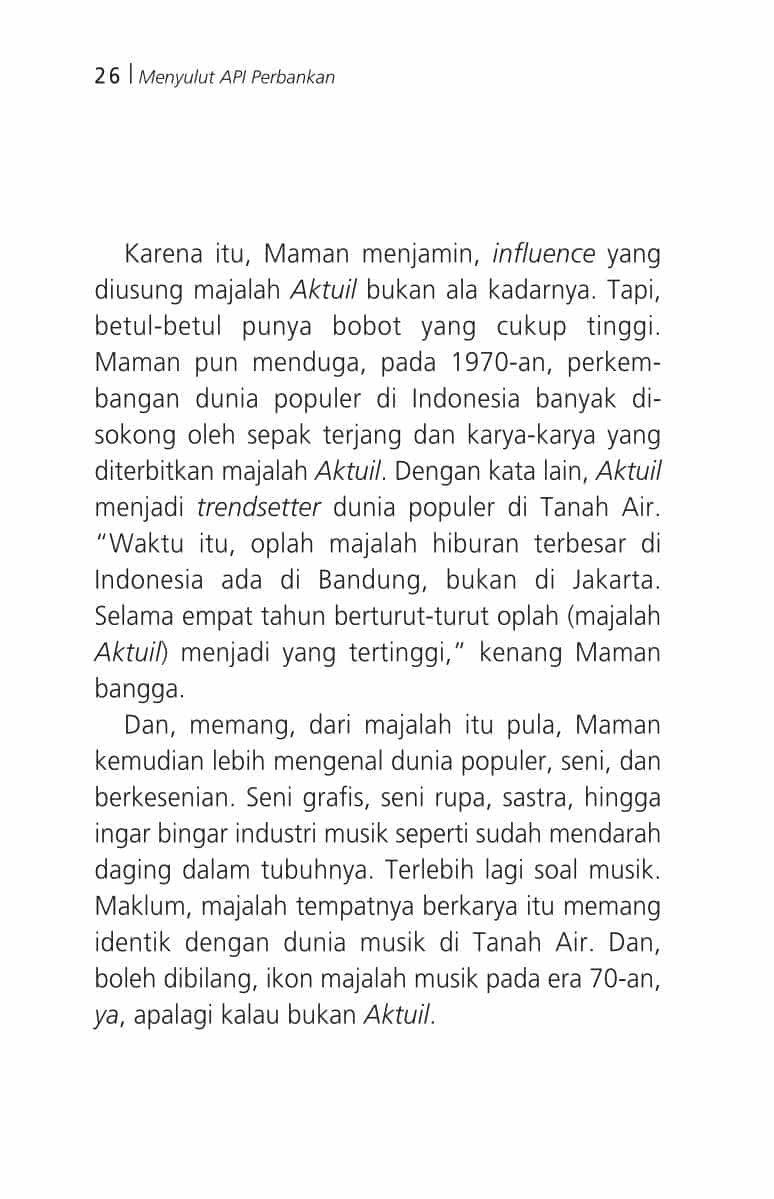 26 | Menyulut API Perbankan
Karena itu, Maman menjamin, influence yang
diusung majalah Aktuil bukan ala kadarnya. Tapi,
betul-betul punya bobot yang cukup tinggi.
Maman pun menduga, pada 1970-an, perkem-
bangan dunia populer di Indonesia banyak di-
sokong oleh sepak terjang dan karya-karya yang
diterbitkan majalah Aktuil. Dengan kata lain, Aktuil
menjadi trendsetter dunia populer di Tanah Air.
“Waktu itu, oplah majalah hiburan terbesar di
Indonesia ada di Bandung, bukan di Jakarta.
Selama empat tahun berturut-turut oplah (majalah
Aktuil) menjadi yang tertinggi,” kenang Maman
bangga.
Dan, memang, dari majalah itu pula, Maman
kemudian lebih mengenal dunia populer, seni, dan
berkesenian. Seni grafis, seni rupa, sastra, hingga
ingar bingar industri musik seperti sudah mendarah
daging dalam tubuhnya. Terlebih lagi soal musik.
Maklum, majalah tempatnya berkarya itu memang
identik dengan dunia musik di Tanah Air. Dan,
boleh dibilang, ikon majalah musik pada era 70-an,
ya, apalagi kalau bukan Aktuil.